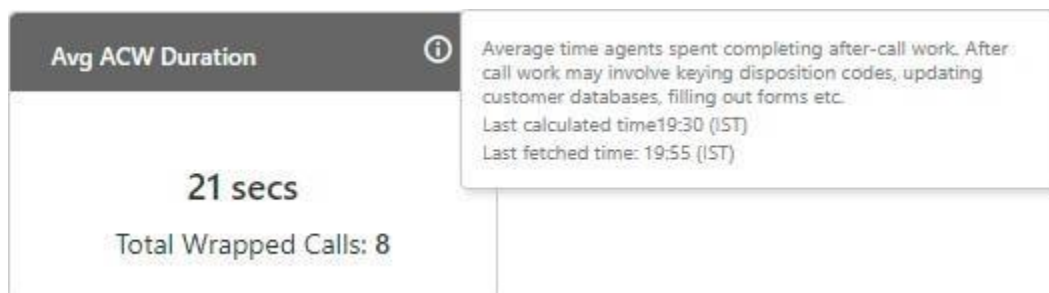 Avg ACW Duration
Average time agents spent completing after-call work. After
call work may involve keying disposition codes, updating
customer databases, filling out forms etc.
Last calculated time19:30 (IST)
Last fetched time: 19:55 (IST)
21 secs
Total Wrapped Calls: 8